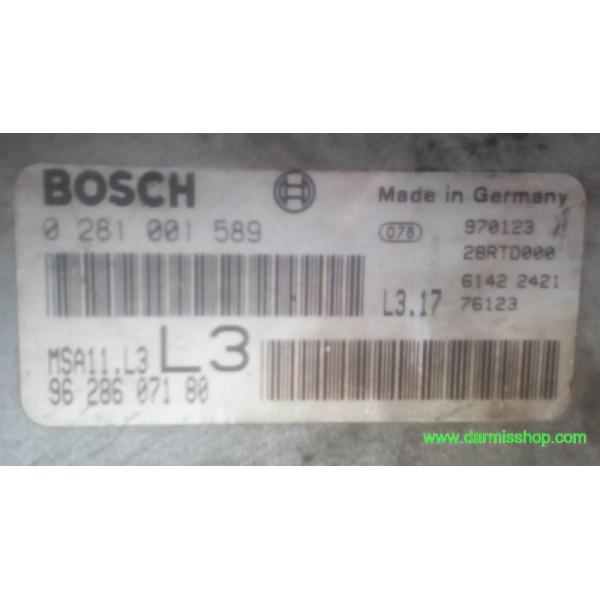 BOSCH
Made in Germany
0 281 001 589
078
970123
28RTD000
6142 2421
L3.17
76123
MSA11.L3
L3
96 286 071 80
www.darmisshop.com